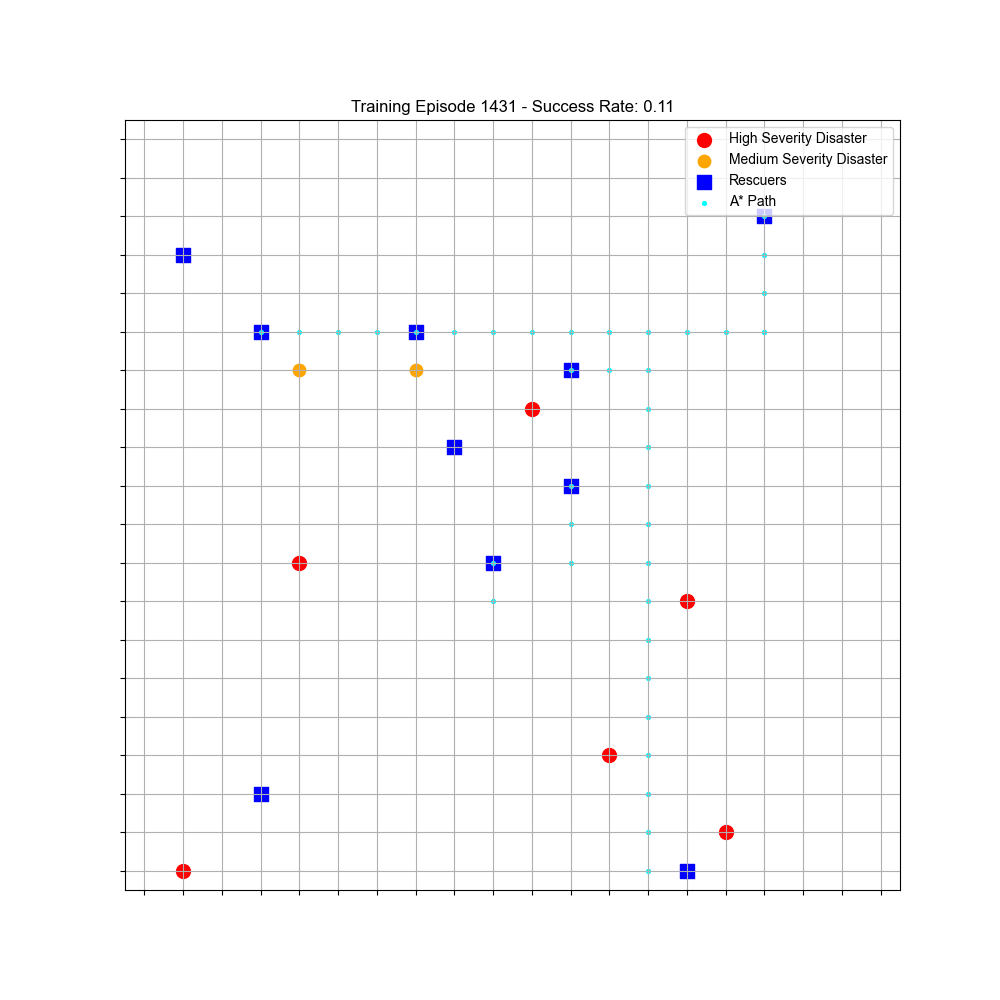 Training Episode 1431 - Success Rate: 0.11
High Severity Disaster
Medium Severity Disaster
Rescuers
A* Path